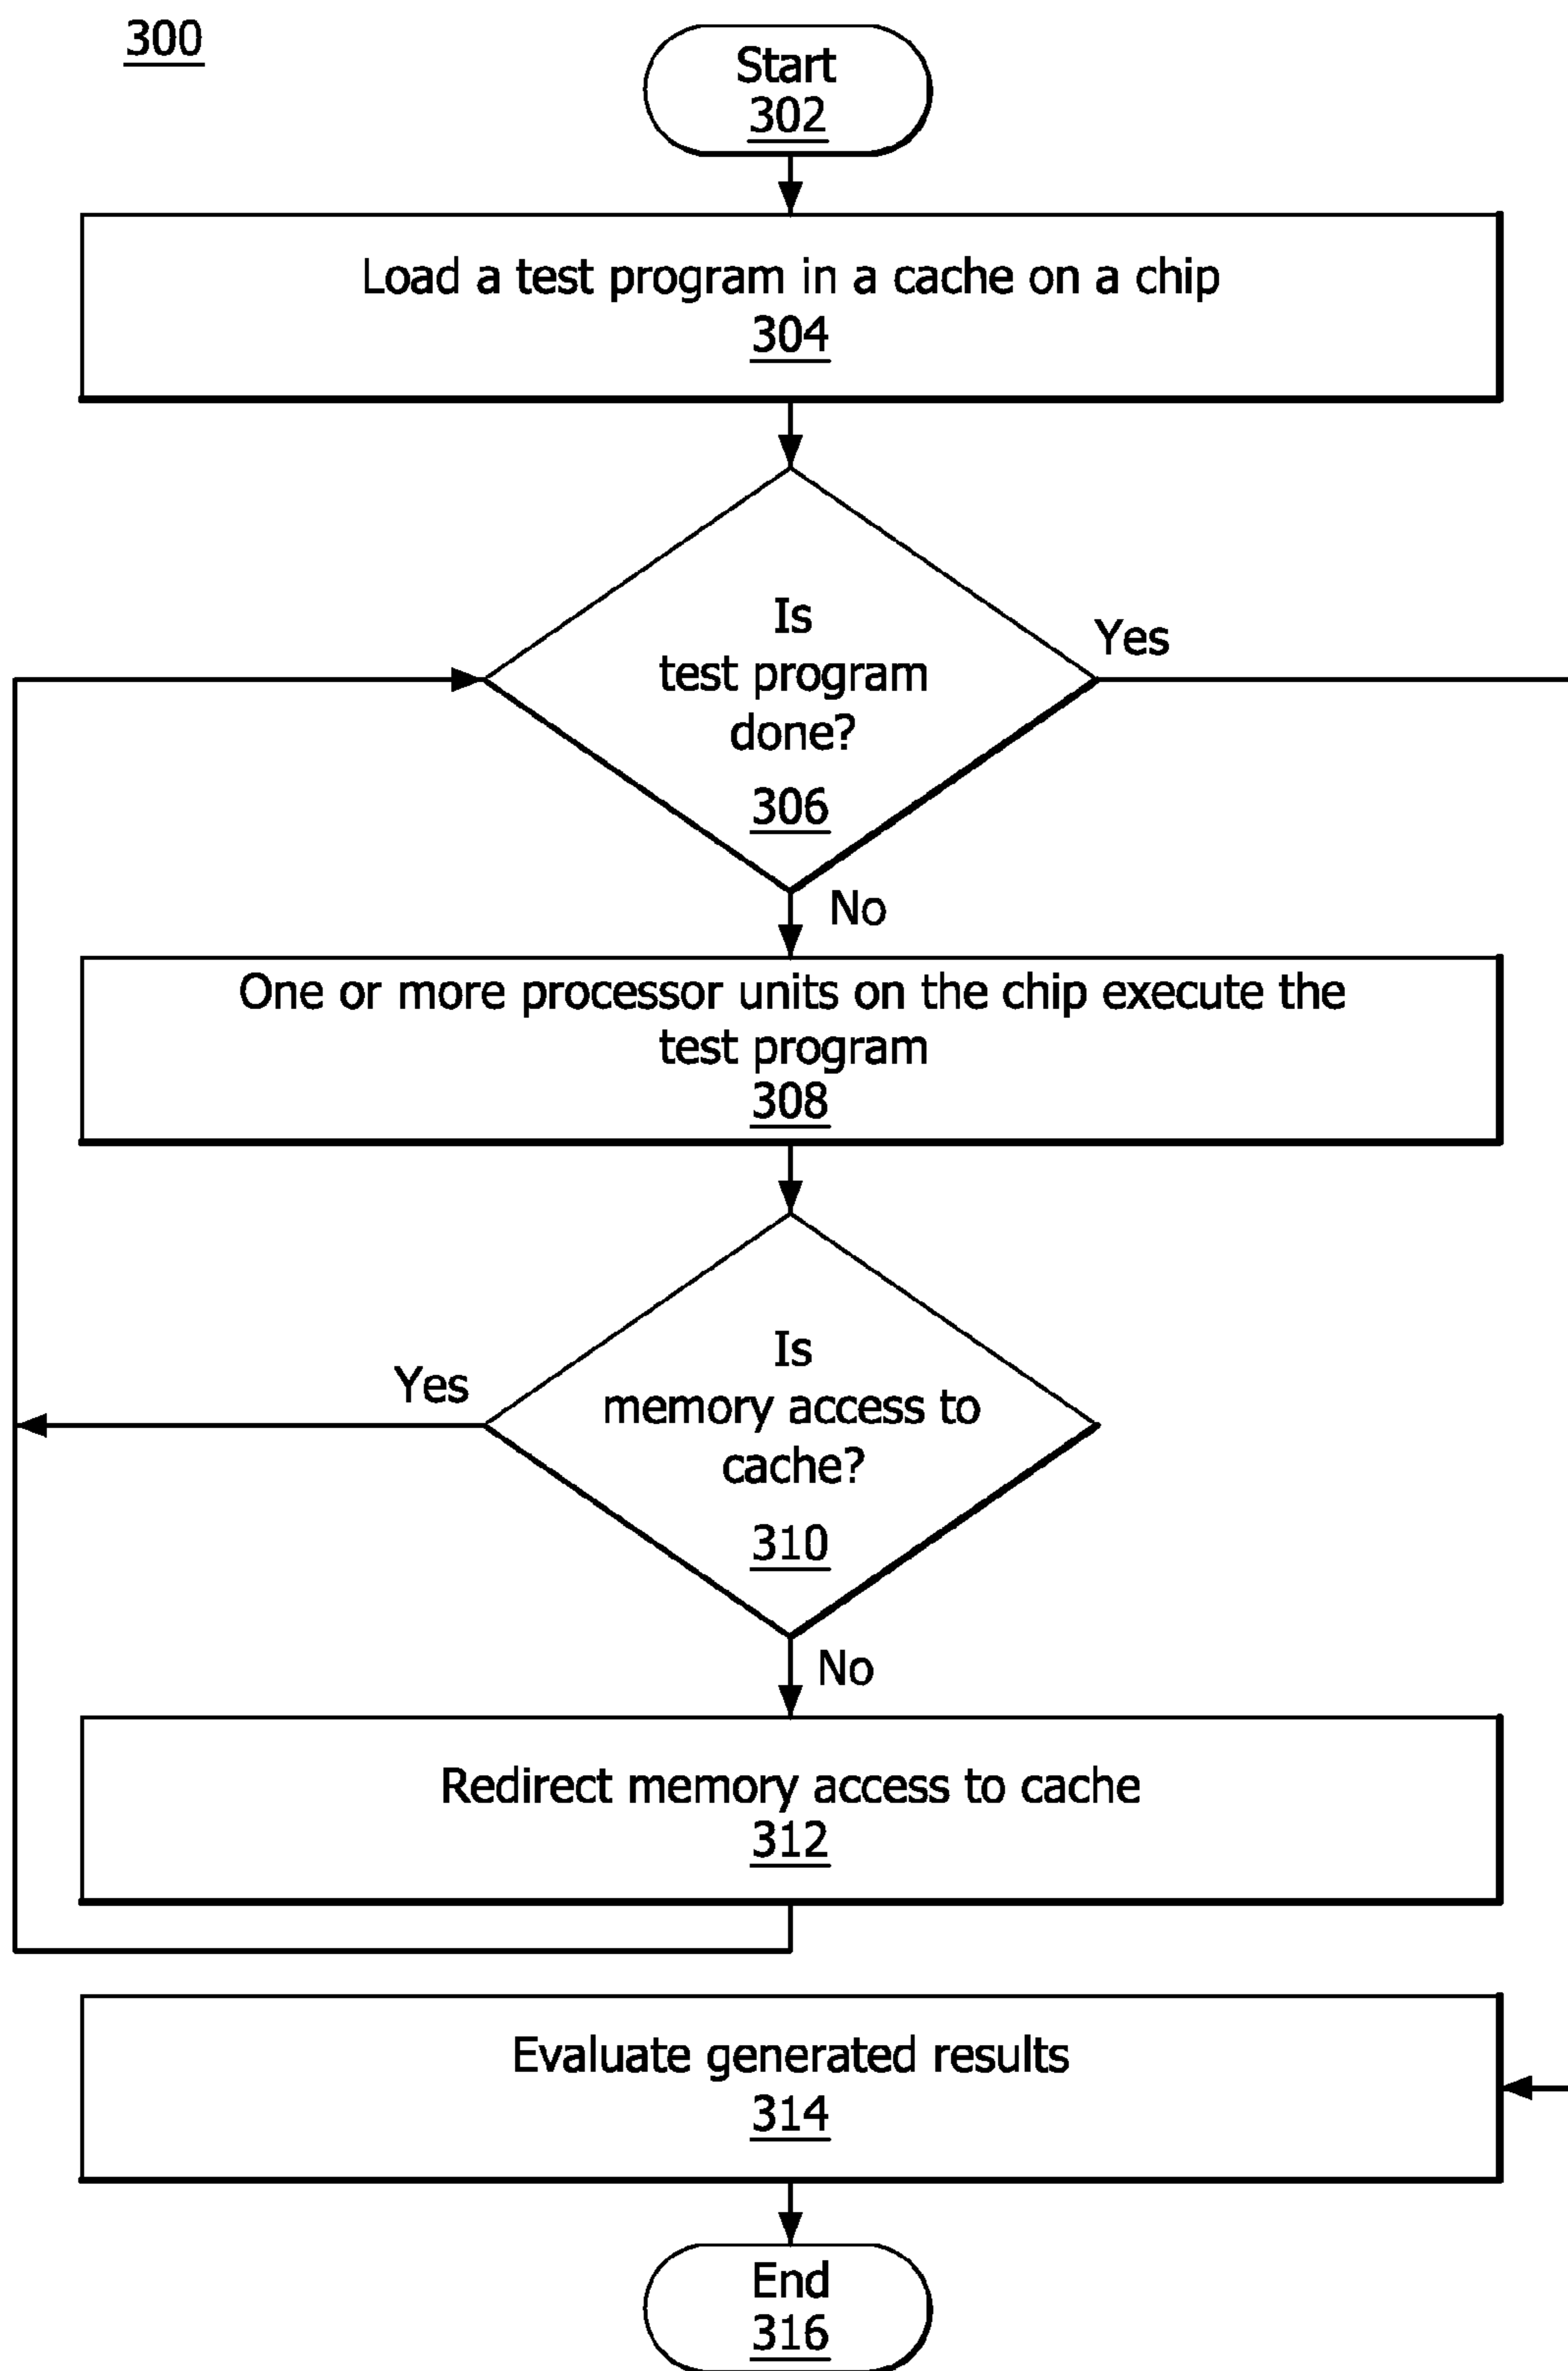 300
Start
302
Load a test program in a cache on a chip
304
Is
test program
done?
306
Yes
No
One or more processor units on the chip execute the
test program
308
Is
memory access to
cache?
310
Yes
No
Redirect memory access to cache
312
Evaluate generated results
314
End
316